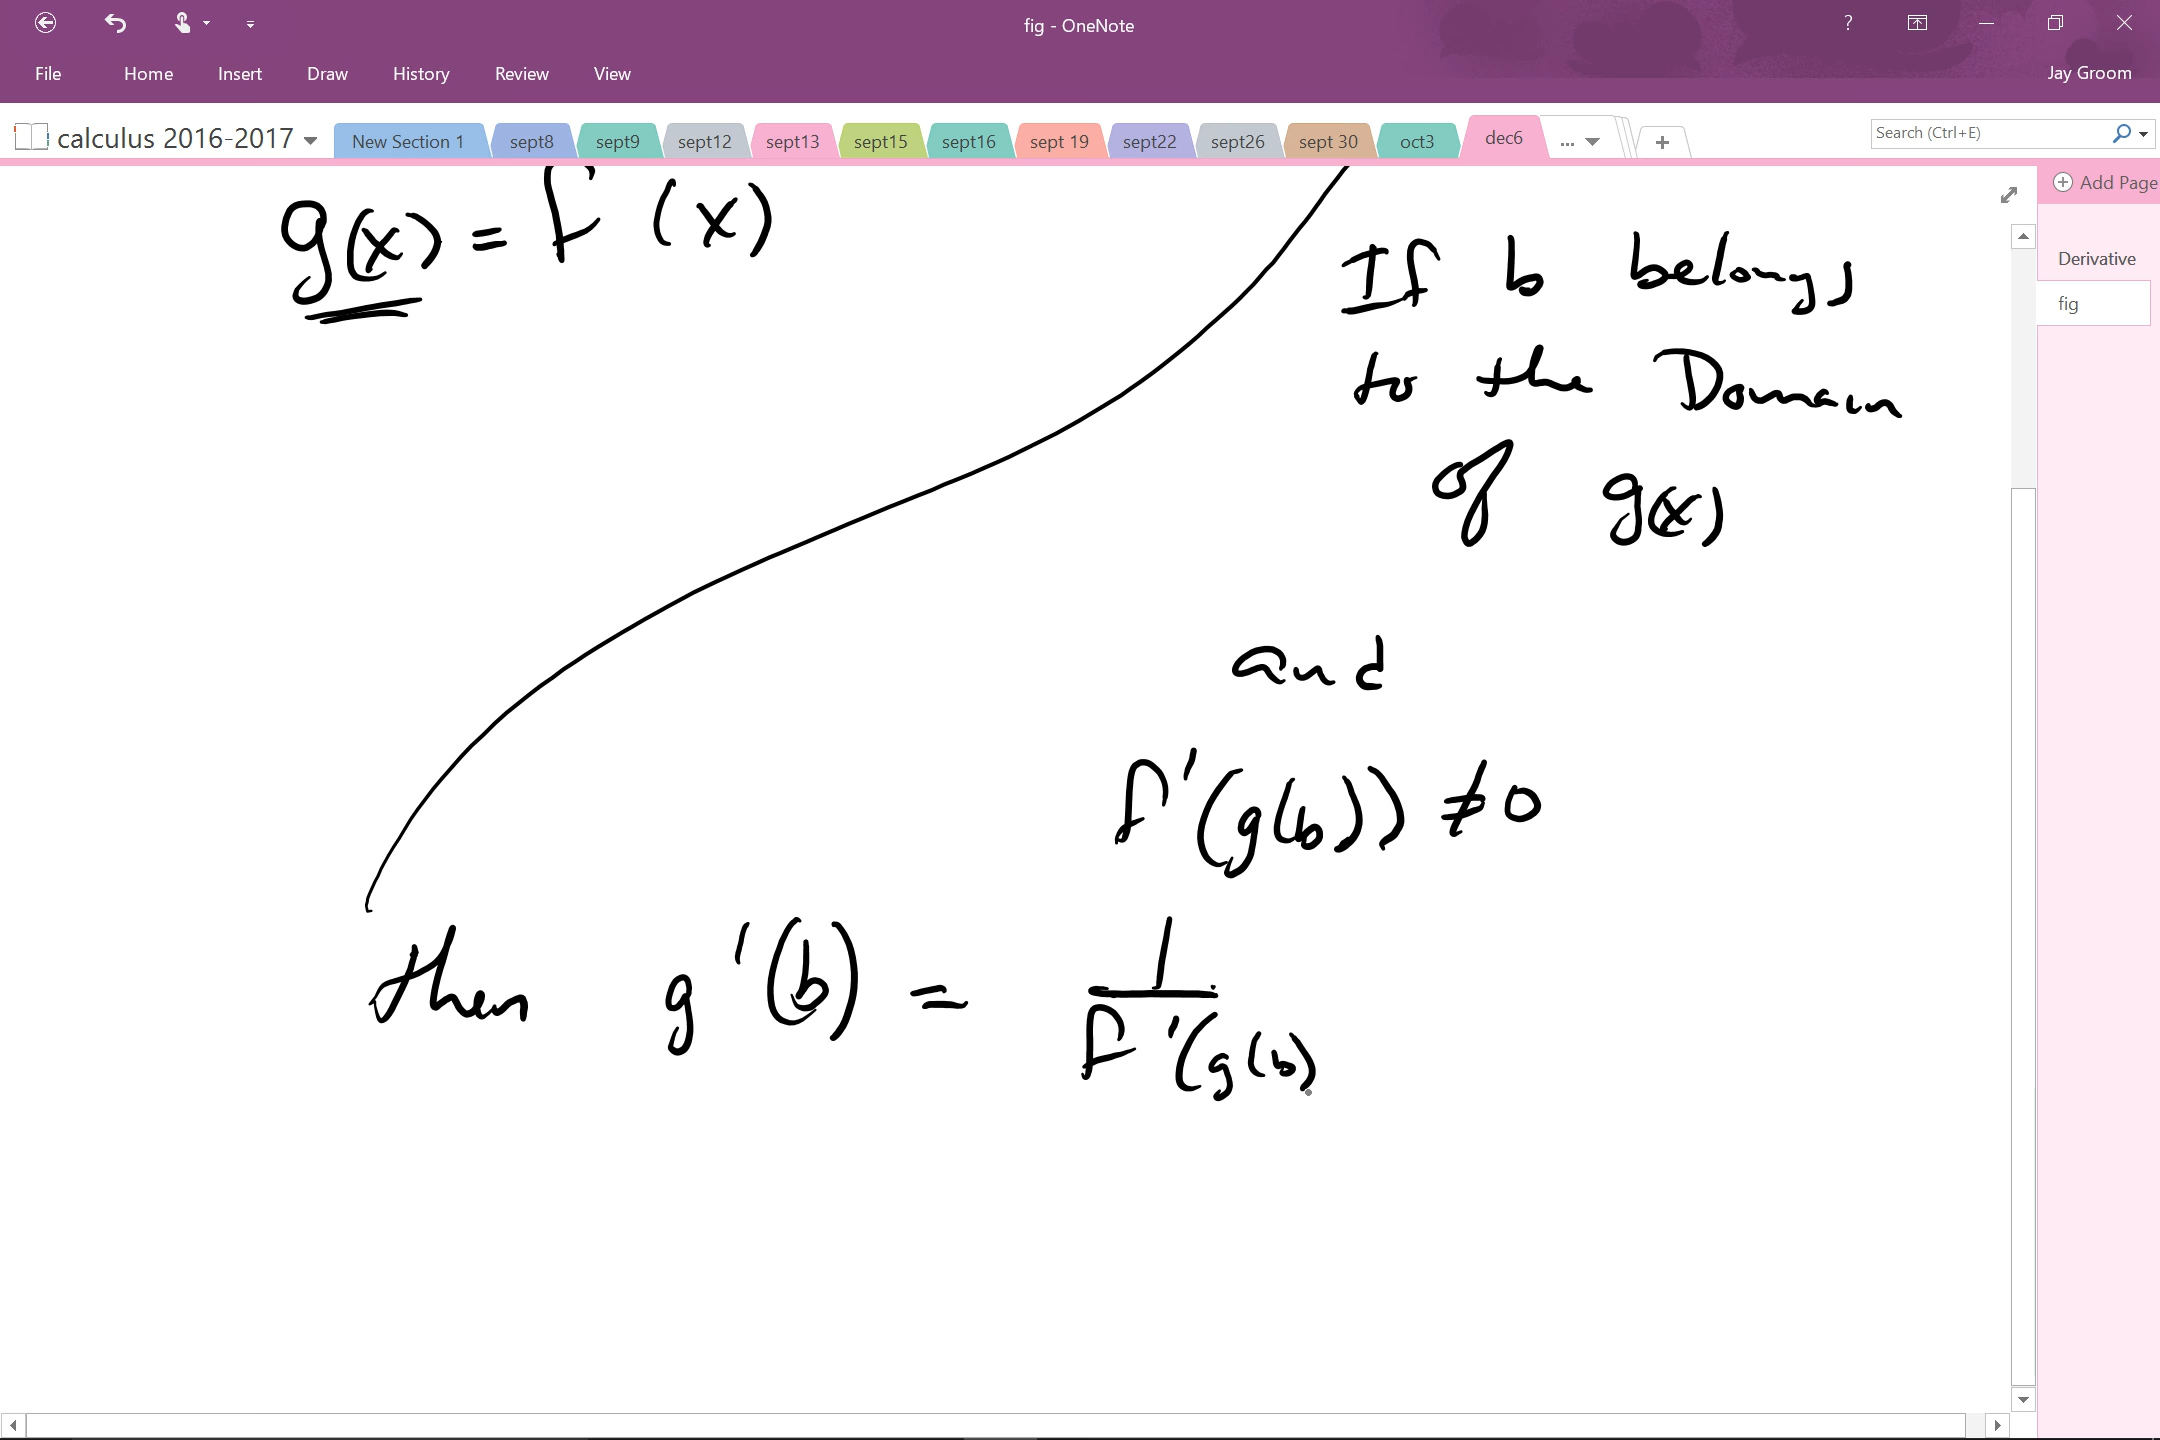 fig - OneNote
?
File Home Insert Draw History Review View
Jay Groom
calculus 2016-2017 New Section 1 sept8 sept9 sept12 sept13 sept15 sept16 sept 19 sept22 sept26 sept 30 oct3 dec6 ... +
Search (Ctrl+E)
Add Page
Derivative
fig
g(x) = f (x)
If b belongs
to the Domain
of g(x)
and
f'(g(b)) ≠ 0
then g'(b) = 1
f'(g(b)